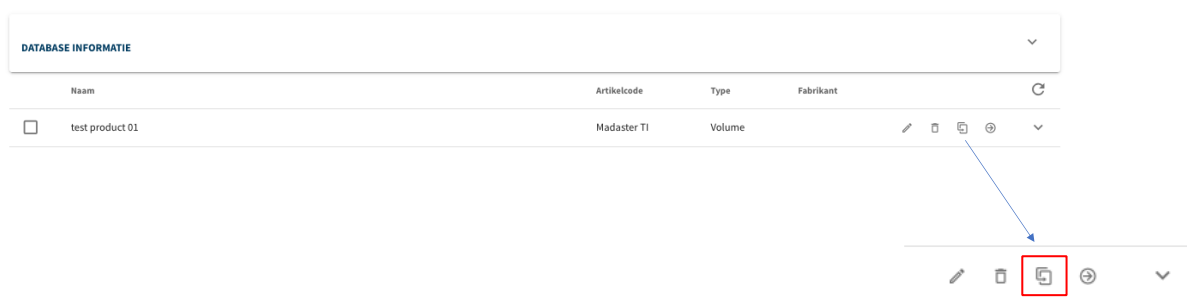 DATABASE INFORMATIE
Naam Artikelcode Type Fabrikant
test product 01 Madaster TI Volume